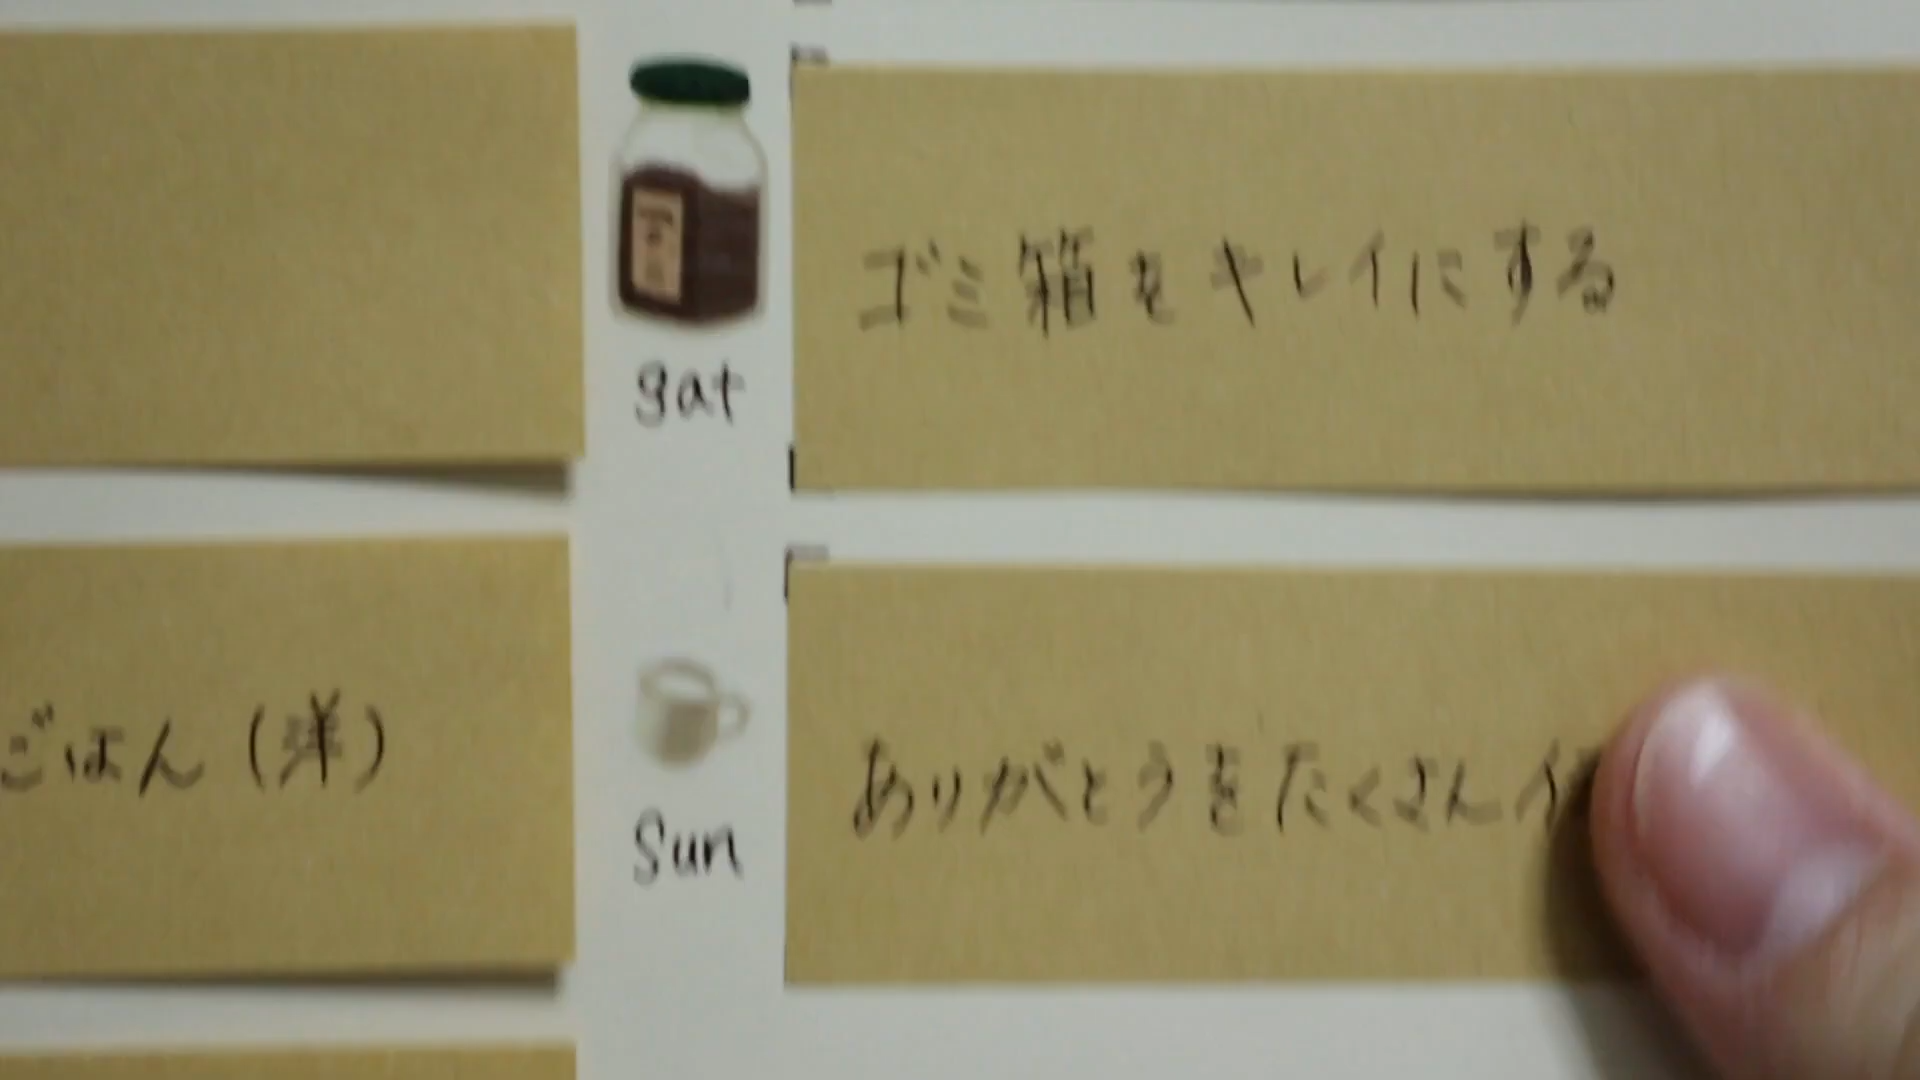 ゴミ箱をキレイにする
sat
ごはん(洋)
sun
ありがとうをたくさん